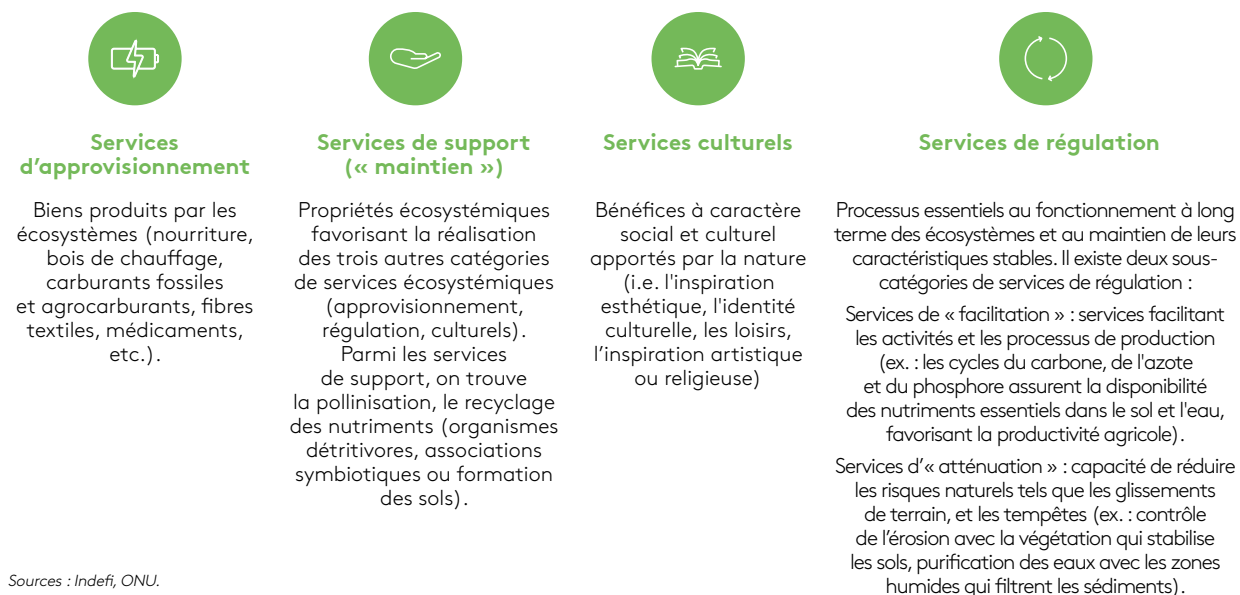 Services
d'approvisionnement
Biens produits par les
écosystèmes (nourriture,
bois de chauffage,
carburants fossiles
et agrocarburants, fibres
textiles, médicaments,
etc.).
Services de support
(« maintien »)
Propriétés écosystémiques
favorisant la réalisation
des trois autres catégories
de services écosystémiques
(approvisionnement,
régulation, culturels).
Parmi les services
de support, on trouve
la pollinisation, le recyclage
des nutriments (organismes
détritivores, associations
symbiotiques ou formation
des sols).
Services culturels
Bénéfices à caractère
social et culturel
apportés par la nature
(i.e. l'inspiration
esthétique, l'identité
culturelle, les loisirs,
l’inspiration artistique
ou religieuse)
Services de régulation
Processus essentiels au fonctionnement à long
terme des écosystèmes et au maintien de leurs
caractéristiques stables. Il existe deux sous-
catégories de services de régulation :
Services de « facilitation » : services facilitant
les activités et les processus de production
(ex. : les cycles du carbone, de l'azote
et du phosphore assurent la disponibilité
des nutriments essentiels dans le sol et l'eau,
favorisant la productivité agricole).
Services d’« atténuation » : capacité de réduire
les risques naturels tels que les glissements
de terrain, et les tempêtes (ex. : contrôle
de l’érosion avec la végétation qui stabilise
les sols, purification des eaux avec les zones
humides qui filtrent les sédiments).
Sources : Indefi, ONU.